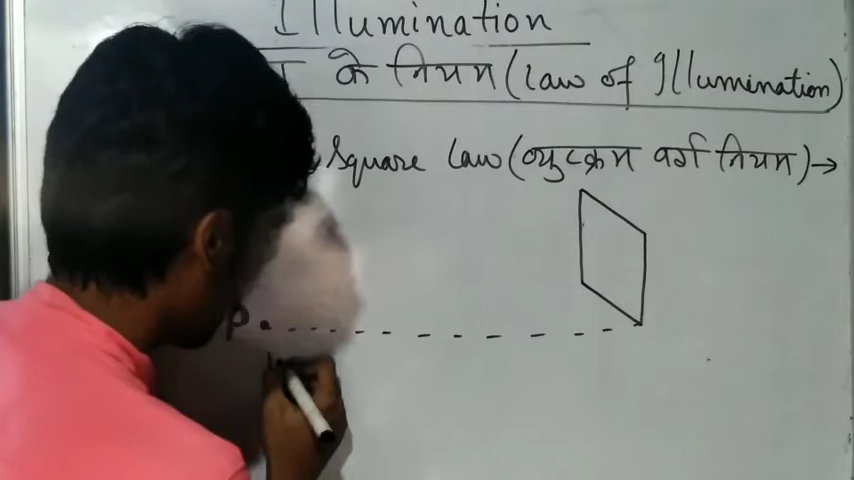 Illumination
के नियम (Law of Illumination)
Square Law (व्युत्क्रम वर्ग नियम) →
P